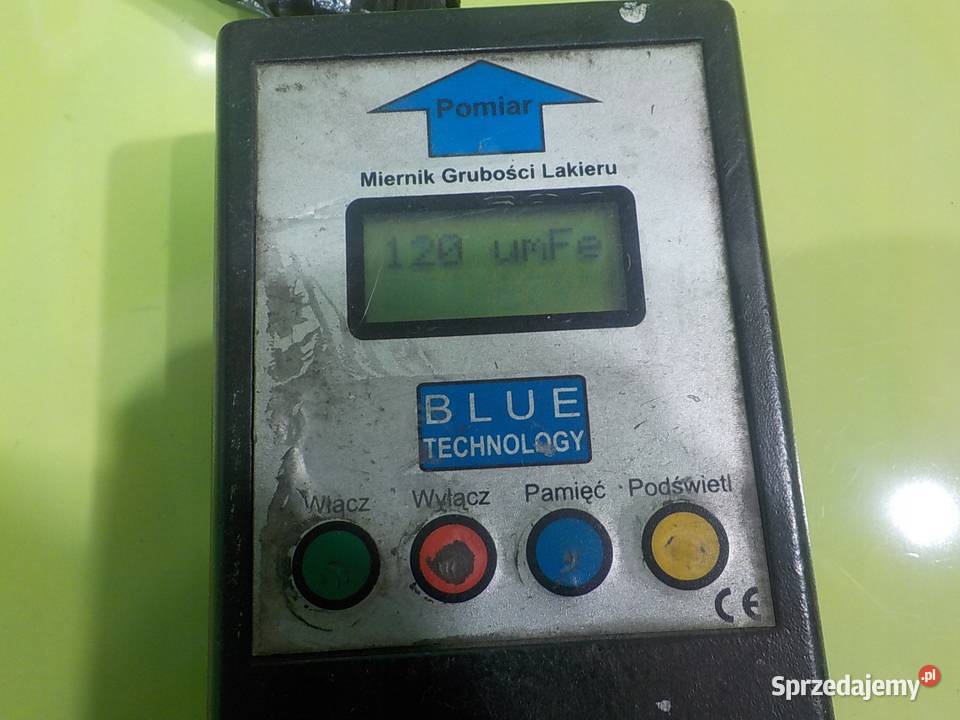 Pomiar
Miernik Grubości Lakieru
120 umFe
BLUE
TECHNOLOGY
Włącz Wyłącz Pamięć Podświetl
CE
Sprzedajemy.pl